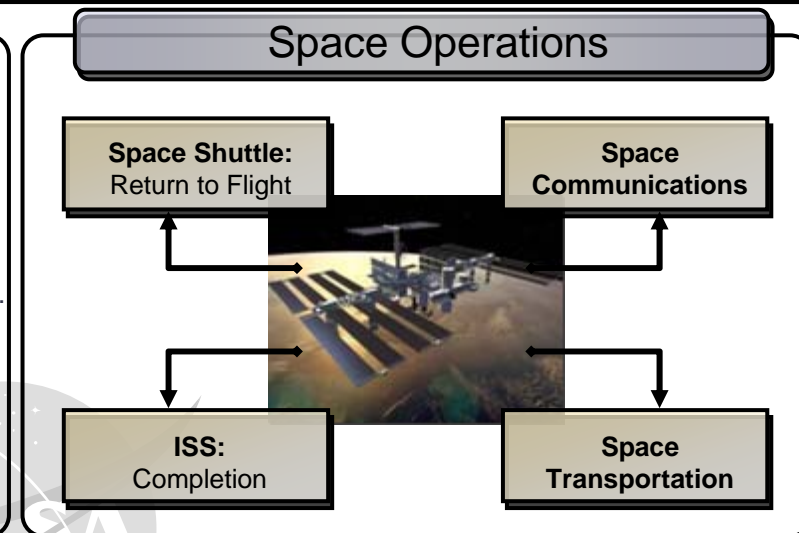 Space Operations
Space Shuttle:
Return to Flight
Space
Communications
ISS:
Completion
Space
Transportation